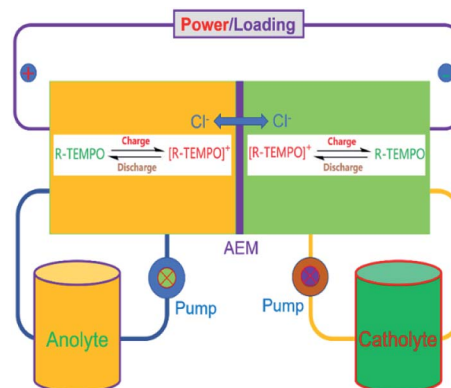 Power/Loading
+
Cl⁻ Cl⁻
Charge
R-TEMPO [R-TEMPO]⁺
Discharge
Charge
[R-TEMPO]⁺ R-TEMPO
Discharge
AEM
Pump
Pump
Anolyte
Catholyte